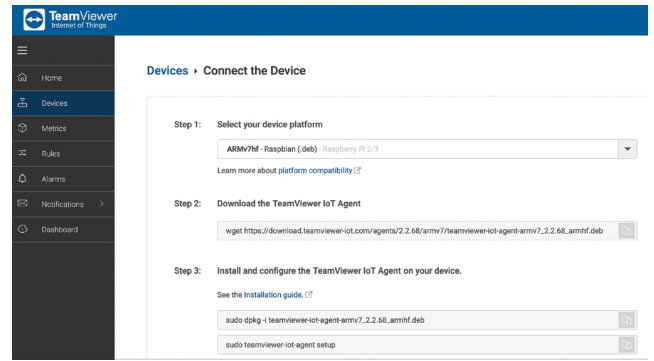 TeamViewer
Internet of Things
Home
Devices
Metrics
Rules
Alarms
Notifications
Dashboard
Devices › Connect the Device
Step 1: Select your device platform
ARMv7hf - Raspbian (.deb) - Raspberry PI 2/3
Learn more about platform compatibility
Step 2: Download the TeamViewer IoT Agent
wget https://download.teamviewer-iot.com/agents/2.2.68/armv7/teamviewer-iot-agent-armv7_2.2.68_armhf.deb
Step 3: Install and configure the TeamViewer IoT Agent on your device.
See the Installation guide.
sudo dpkg -i teamviewer-iot-agent-armv7_2.2.68_armhf.deb
sudo teamviewer-iot-agent setup